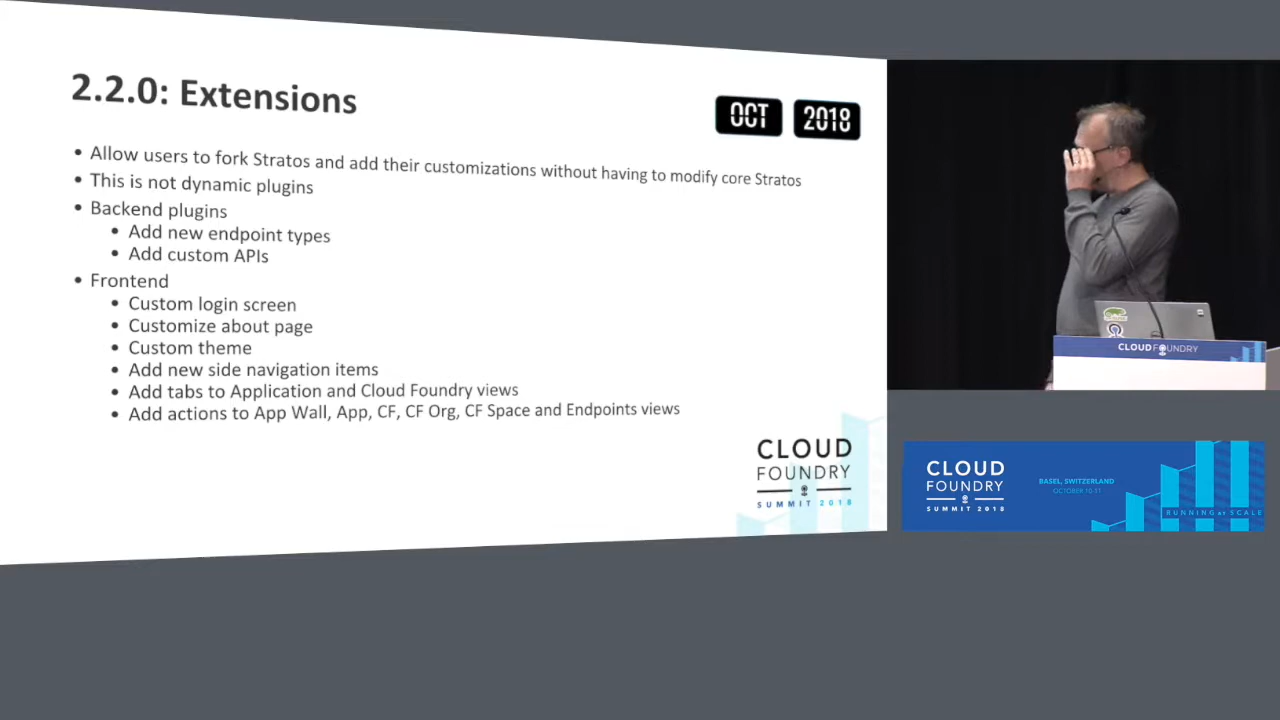 2.2.0: Extensions
OCT 2018
• Allow users to fork Stratos and add their customizations without having to modify core Stratos
• This is not dynamic plugins
• Backend plugins
• Add new endpoint types
• Add custom APIs
• Frontend
• Custom login screen
• Customize about page
• Custom theme
• Add new side navigation items
• Add tabs to Application and Cloud Foundry views
• Add actions to App Wall, App, CF, CF Org, CF Space and Endpoints views
CLOUD
FOUNDRY
SUMMIT 2018
CLOUD FOUNDRY
CLOUD
FOUNDRY
SUMMIT 2018
BASEL, SWITZERLAND
OCTOBER 10-11
RUNNING AT SCALE